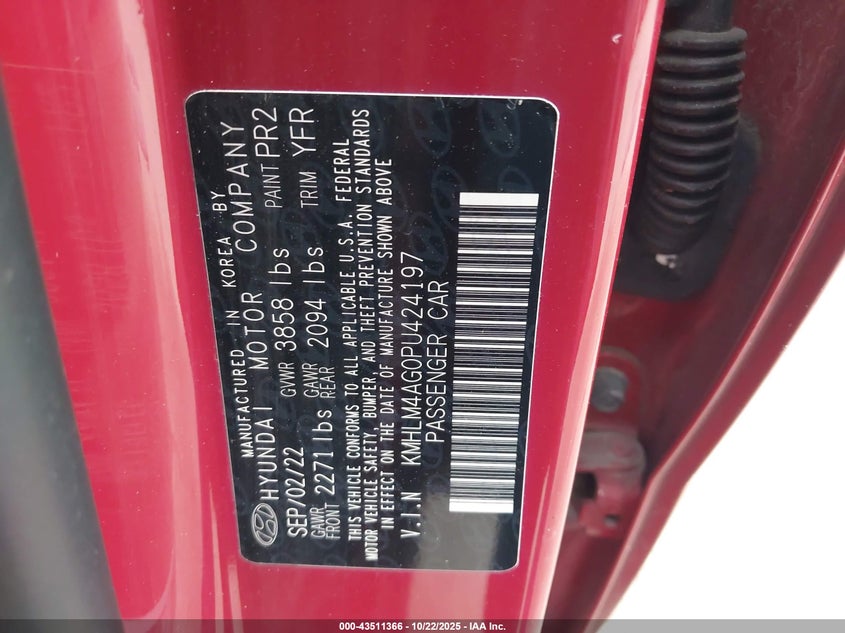 MANUFACTURED IN KOREA BY
HYUNDAI MOTOR COMPANY
SEP/02/22 GVWR 3858 lbs PAINT PR2
GAWR FRONT 2271 lbs GAWR REAR 2094 lbs TRIM YFR
THIS VEHICLE CONFORMS TO ALL APPLICABLE U.S.A. FEDERAL
MOTOR VEHICLE SAFETY, BUMPER, AND THEFT PREVENTION STANDARDS
IN EFFECT ON THE DATE OF MANUFACTURE SHOWN ABOVE
V.I.N KMHLM4AG0PU424197
PASSENGER CAR
000-43511366 - 10/22/2025 - IAA Inc.